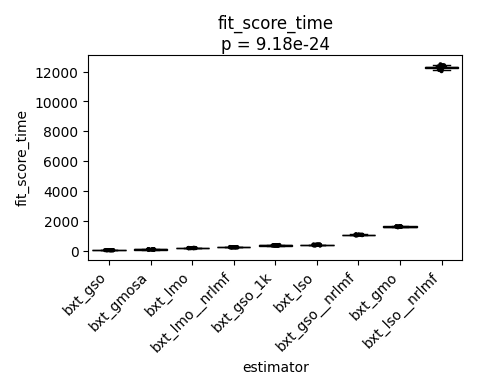 fit_score_time
p = 9.18e-24
fit_score_time
12000
10000
8000
6000
4000
2000
0
bxt_gso
bxt_gmosa
bxt_lmo
bxt_lmo__nrlmf
bxt_gso_1k
bxt_lso
bxt_gso__nrlmf
bxt_gmo
bxt_lso__nrlmf
estimator